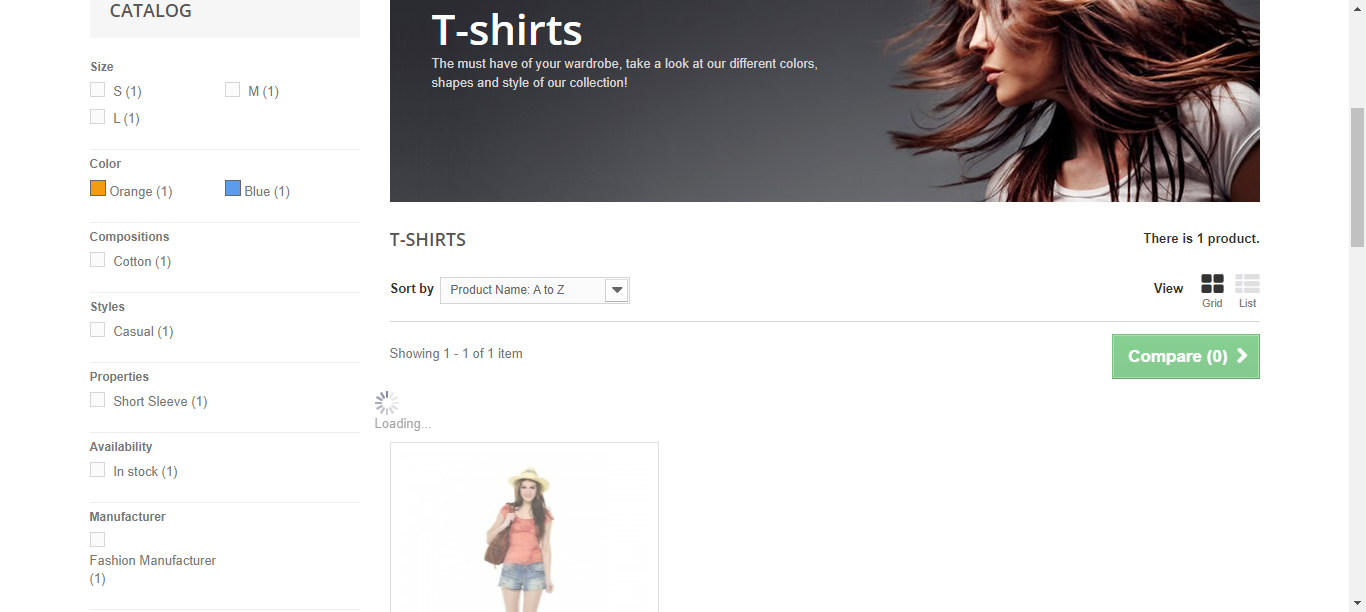 CATALOG
Size
S (1)
M (1)
L (1)
Color
Orange (1)
Blue (1)
Compositions
Cotton (1)
Styles
Casual (1)
Properties
Short Sleeve (1)
Availability
In stock (1)
Manufacturer
Fashion Manufacturer
(1)
T-shirts
The must have of your wardrobe, take a look at our different colors,
shapes and style of our collection!
T-SHIRTS
There is 1 product.
Sort by
Product Name: A to Z
View
Grid
List
Showing 1 - 1 of 1 item
Compare (0)
Loading...